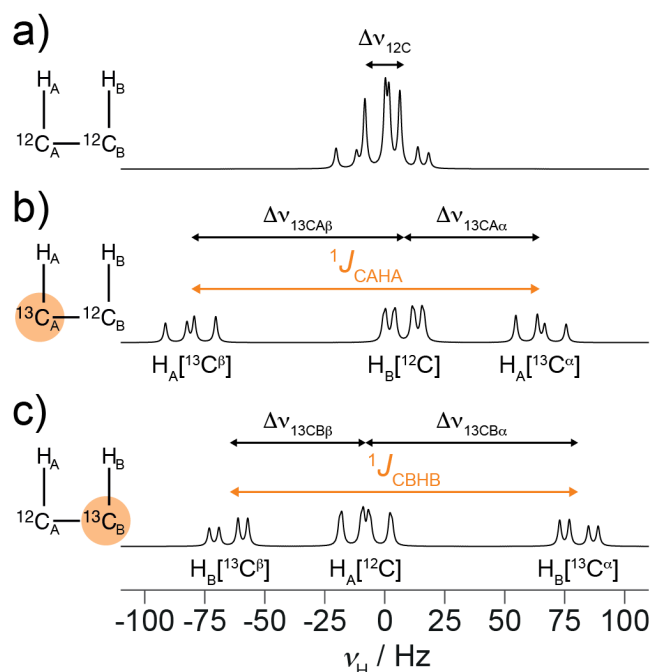 a)
Δν12C
HA HB
12CA 12CB
b)
Δν13CAβ Δν13CAα
HA HB
1JCAHA
13CA 12CB
HA[13Cβ] HB[12C] HA[13Cα]
c)
Δν13CBβ Δν13CBα
HA HB
1JCBHB
12CA 13CB
HB[13Cβ] HA[12C] HB[13Cα]
-100 -75 -50 -25 0 25 50 75 100
νH / Hz